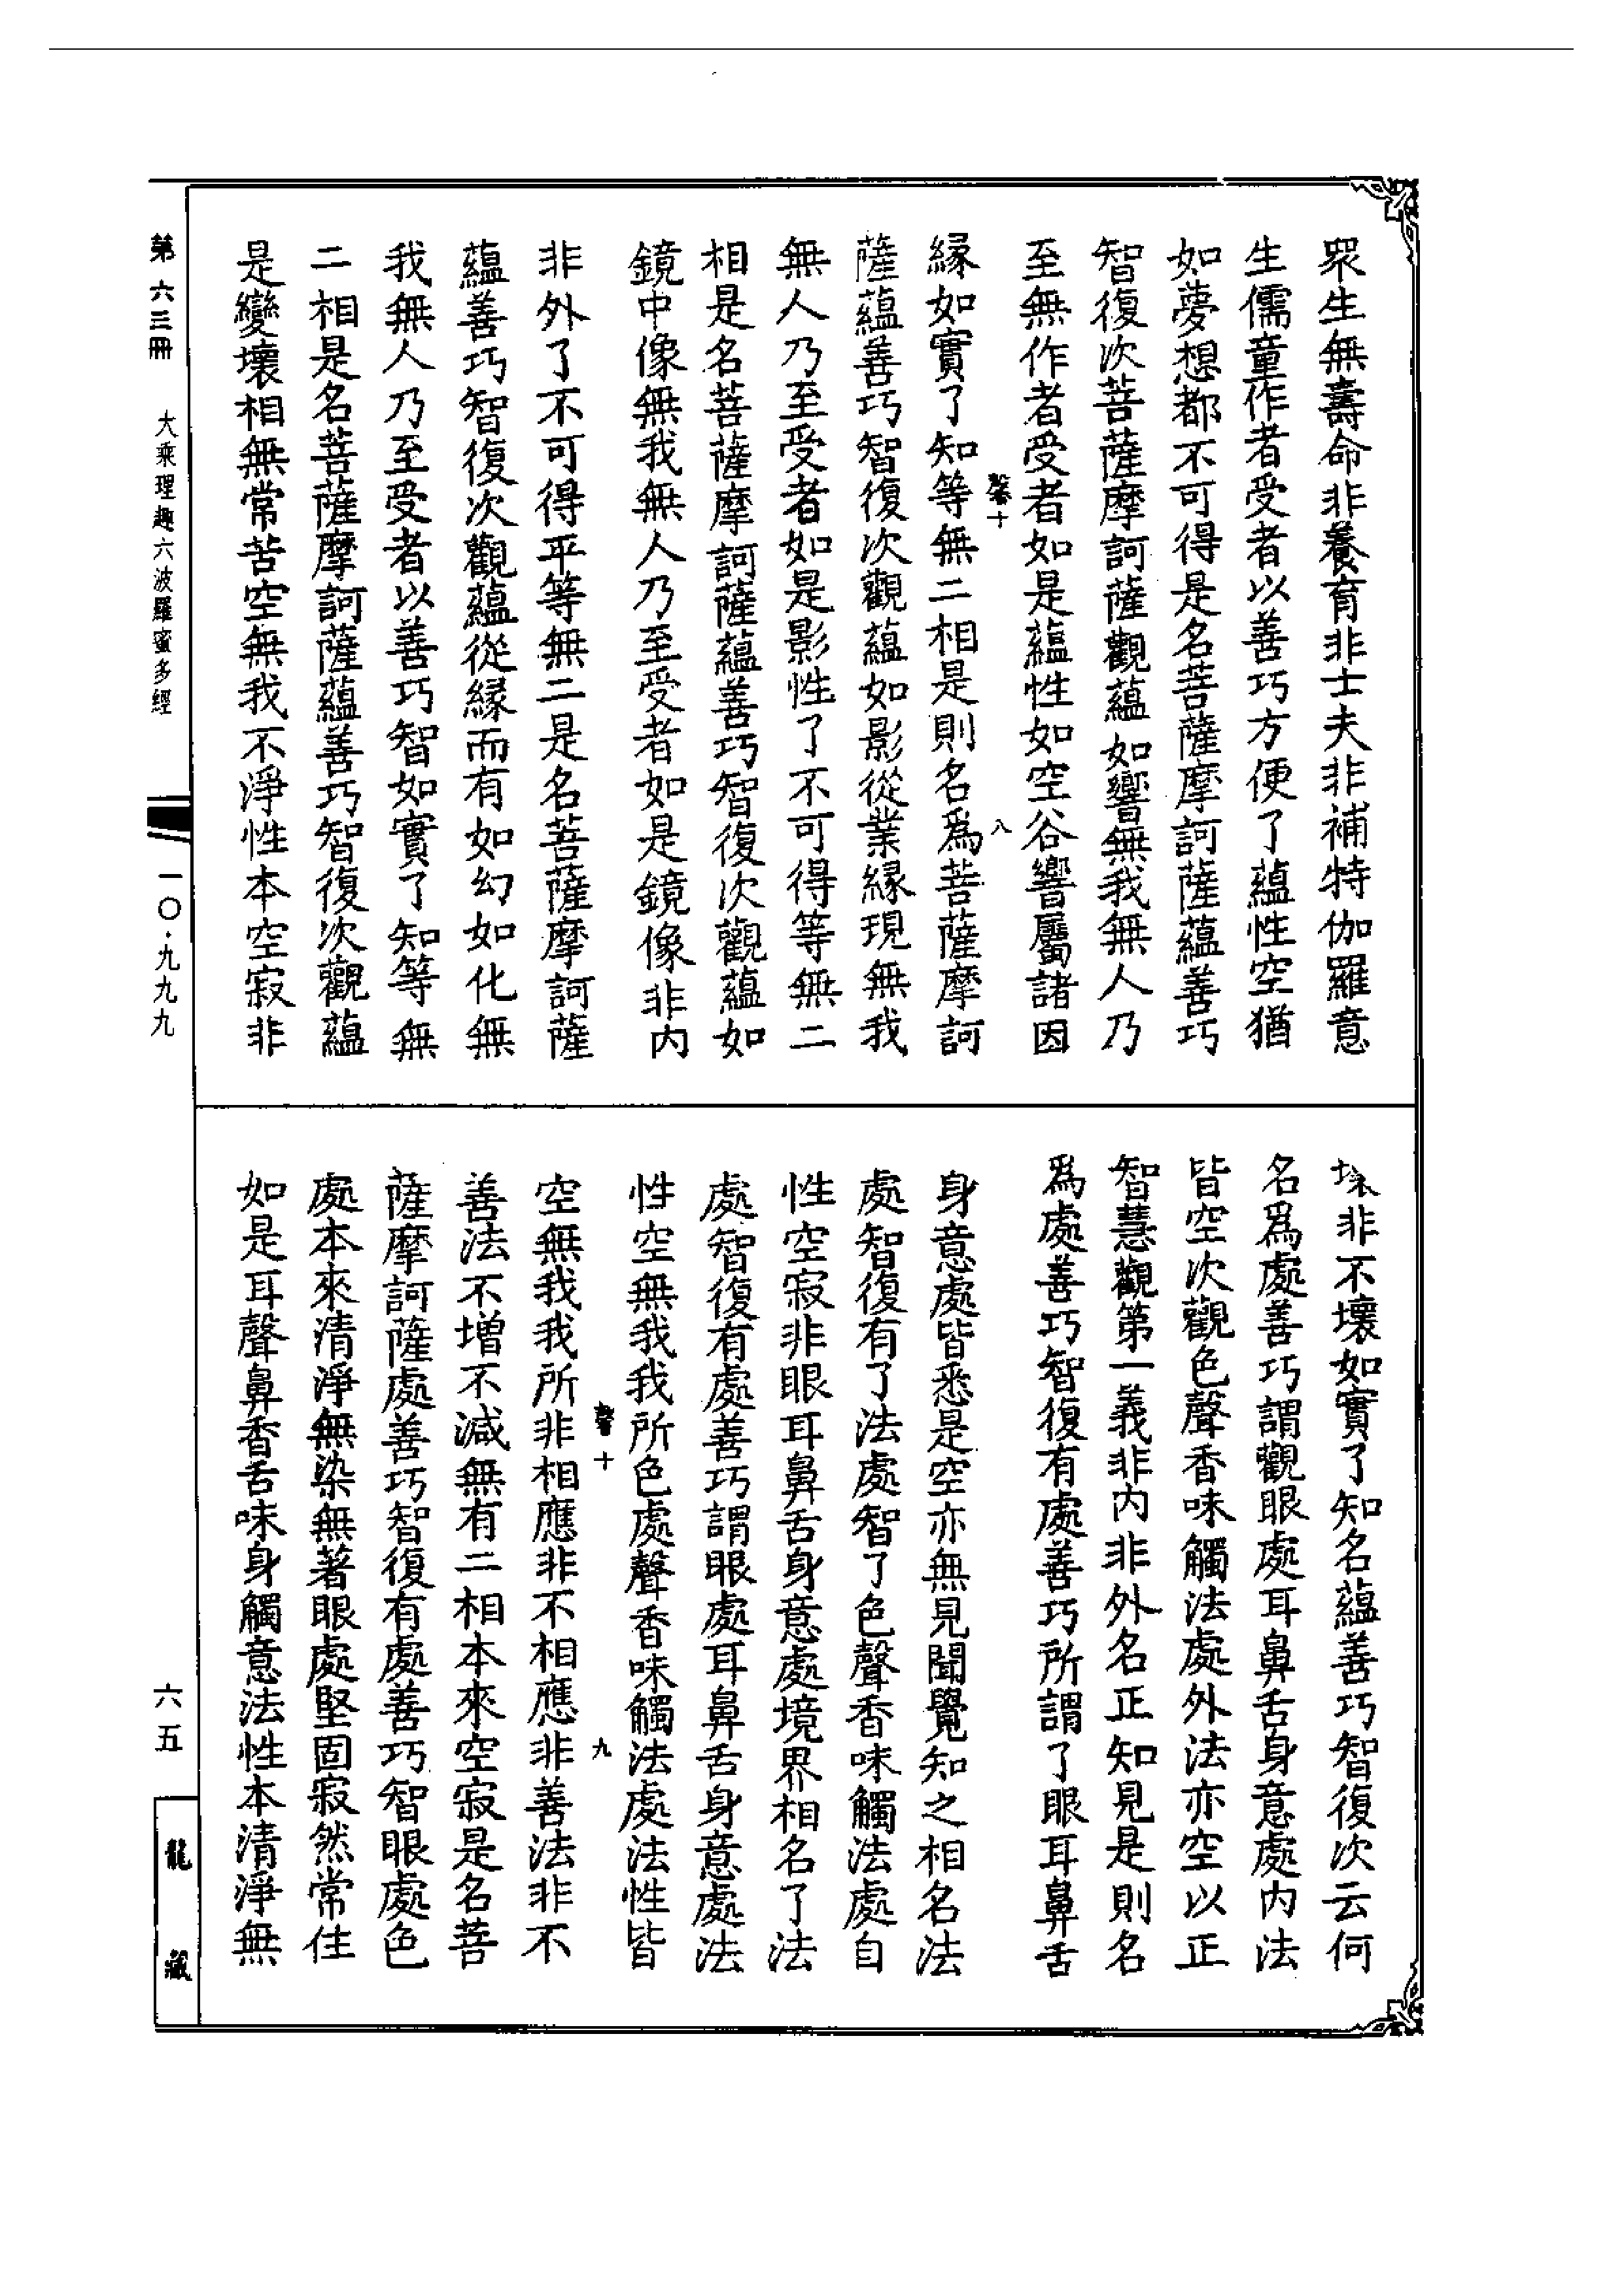 眾生無壽命非養育非士夫非補特伽羅意
生儒童作者受者以善巧方便了蘊性空猶
如夢想都不可得是名菩薩摩訶薩蘊善巧
智復次菩薩摩訶薩觀蘊如響無我無人乃
至無作者受者如是蘊性如空谷響屬諸因
緣如實了知等無二相是則名為菩薩摩訶
薩蘊善巧智復次觀蘊如影從業緣現無我
無人乃至受者如是影性了不可得等無二
相是名菩薩摩訶薩蘊善巧智復次觀蘊如
鏡中像無我無人乃至受者如是鏡像非內
非外了不可得平等無二是名菩薩摩訶薩
蘊善巧智復次觀蘊從緣而有如幻如化無
我無人乃至受者以善巧智如實了知等無
二相是名菩薩摩訶薩蘊善巧智復次觀蘊
是變壞相無常苦空無我不淨性本空寂非
馨十
八
壞非不壞如實了知名蘊善巧智復次云何
名為處善巧謂觀眼處耳鼻舌身意處內法
皆空次觀色聲香味觸法處外法亦空以正
智慧觀第一義非內非外名正知見是則名
為處善巧智復有處善巧所謂了眼耳鼻舌
身意處皆悉是空亦無見聞覺知之相名法
處智復有了法處智了色聲香味觸法處自
性空寂非眼耳鼻舌身意處境界相名了法
處智復有處善巧謂眼處耳鼻舌身意處法
性空無我我所色處聲香味觸法處法性皆
空無我我所非相應非不相應非善法非不
善法不增不減無有二相本來空寂是名菩
薩摩訶薩處善巧智復有處善巧智眼處色
處本來清淨無染無著眼處堅固寂然常住
如是耳聲鼻香舌味身觸意法性本清淨無
馨十
九
第六三冊
大乘理趣六波羅蜜多經
一〇·九九九
六五
龍藏